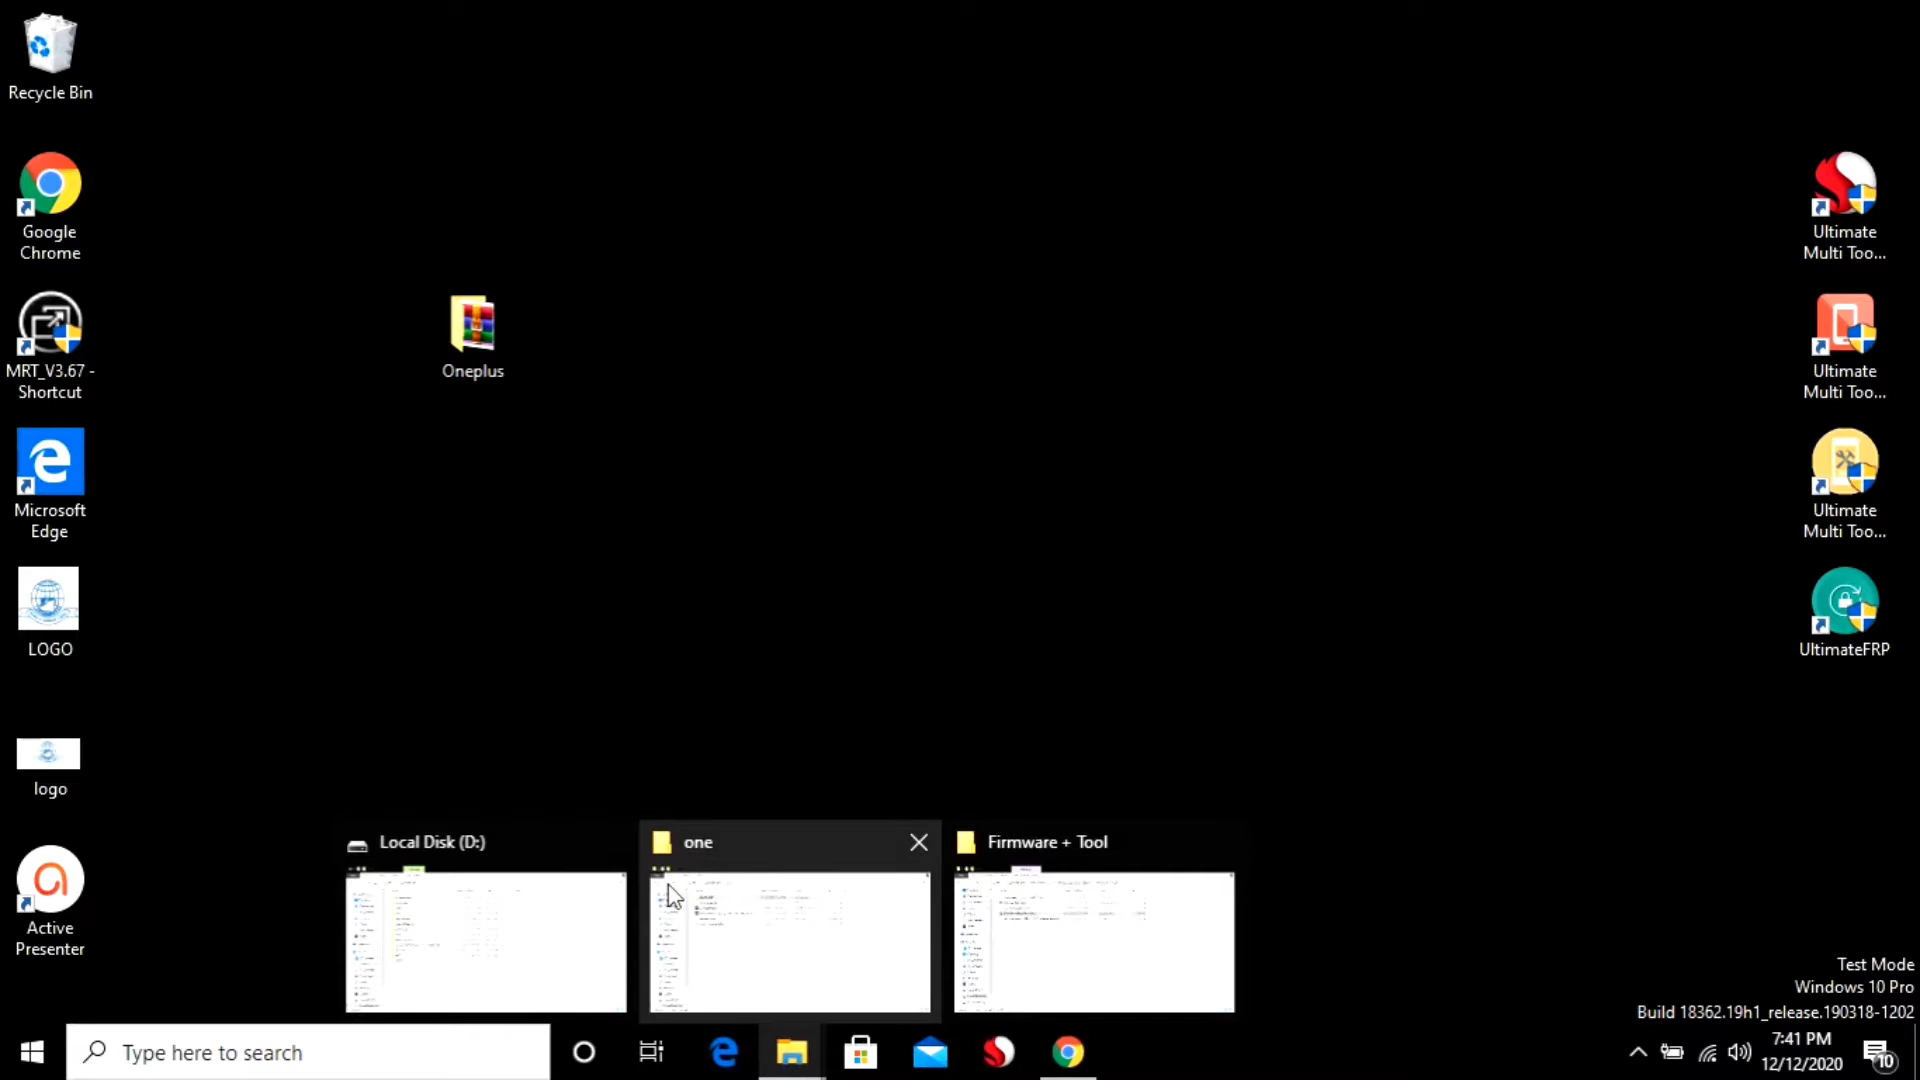 Recycle Bin
Google
Chrome
MRT_V3.67 -
Shortcut
Microsoft
Edge
LOGO
logo
Active
Presenter
Oneplus
Ultimate
Multi Too...
Ultimate
Multi Too...
Ultimate
Multi Too...
UltimateFRP
Local Disk (D:)
one
Firmware + Tool
Test Mode
Windows 10 Pro
Build 18362.19h1_release.190318-1202
Type here to search
7:41 PM
12/12/2020
10